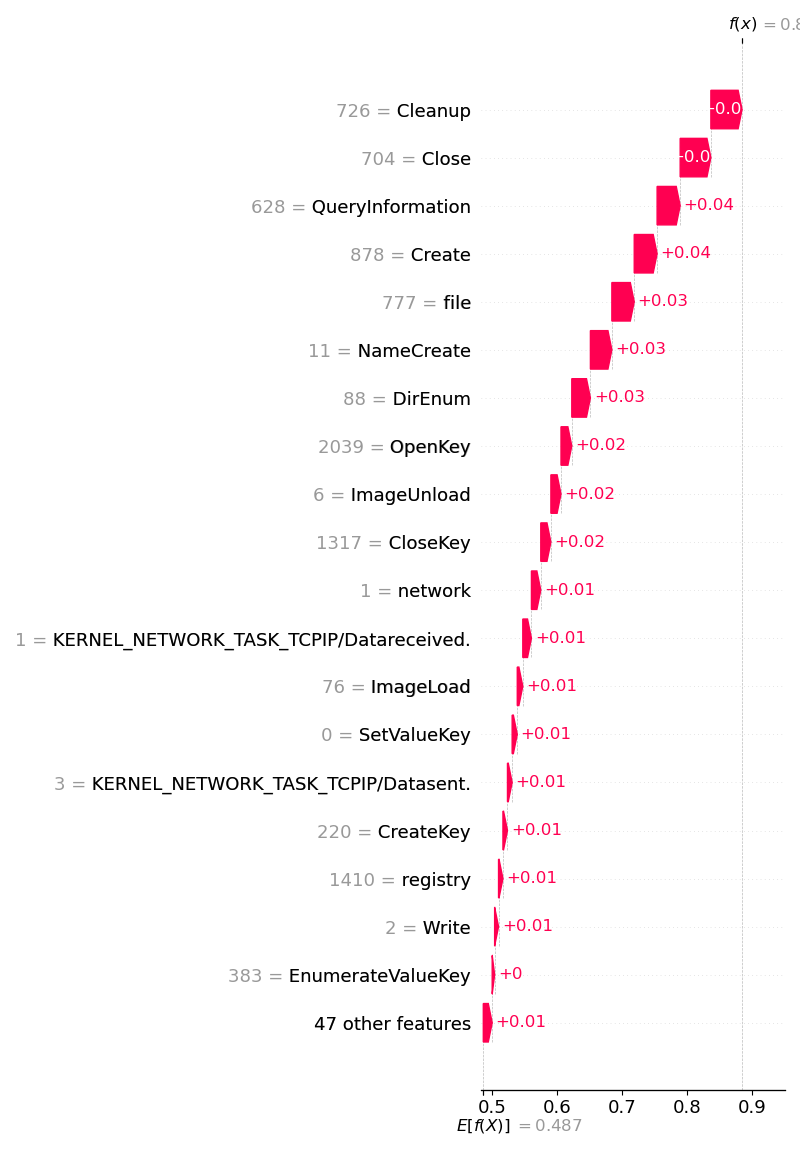 f(x) = 0.8
726 = Cleanup
704 = Close
628 = QueryInformation +0.04
878 = Create +0.04
777 = file +0.03
11 = NameCreate +0.03
88 = DirEnum +0.03
2039 = OpenKey +0.02
6 = ImageUnload +0.02
1317 = CloseKey +0.02
1 = network +0.01
1 = KERNEL_NETWORK_TASK_TCPIP/Datareceived. +0.01
76 = ImageLoad +0.01
0 = SetValueKey +0.01
3 = KERNEL_NETWORK_TASK_TCPIP/Datasent. +0.01
220 = CreateKey +0.01
1410 = registry +0.01
2 = Write +0.01
383 = EnumerateValueKey +0
47 other features +0.01
0.5 0.6 0.7 0.8 0.9
E[f(X)] = 0.487